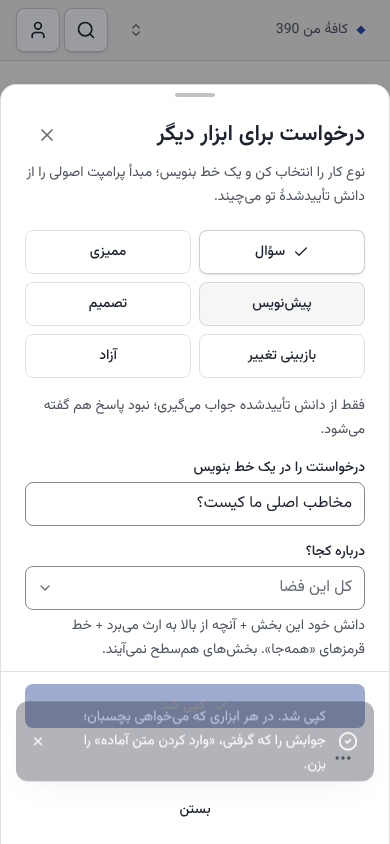 کافهٔ من 390
درخواست برای ابزار دیگر
نوع کار را انتخاب کن و یک خط بنویس؛ مبدأ پرامپت اصولی را از
دانش تأییدشدهٔ تو می‌چیند.
سؤال
ممیزی
پیش‌نویس
تصمیم
بازبینی تغییر
آزاد
فقط از دانش تأییدشده جواب می‌گیری؛ نبود پاسخ هم گفته
می‌شود.
درخواستت را در یک خط بنویس
مخاطب اصلی ما کیست؟
درباره کجا؟
کل این فضا
دانش خود این بخش + آنچه از بالا به ارث می‌برد + خط
قرمزهای «همه‌جا». بخش‌های هم‌سطح نمی‌آیند.
کپی شد
کپی شد. در هر ابزاری که می‌خواهی بچسبان؛
جوابش را که گرفتی، «وارد کردن متن آماده» را
بزن.
بستن